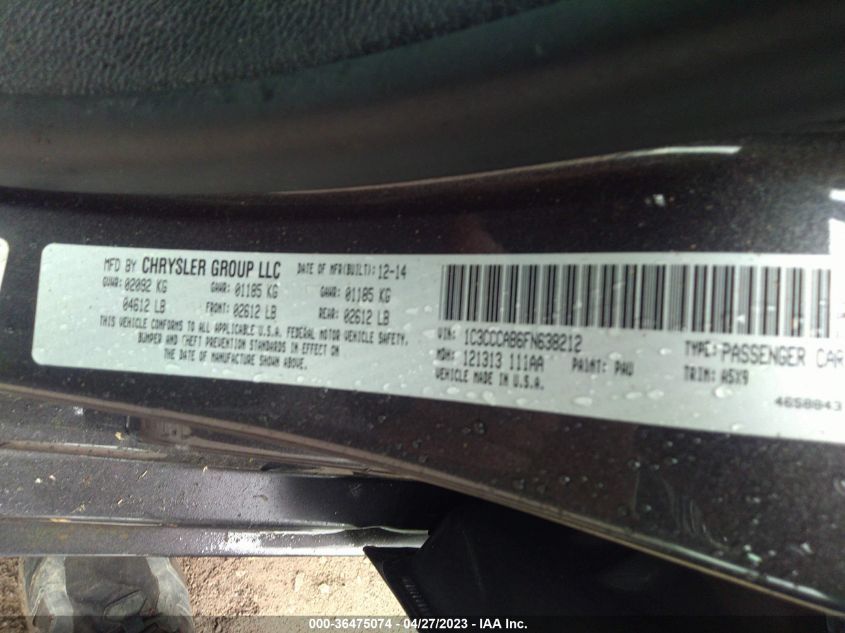 MFD BY CHRYSLER GROUP LLC DATE OF MFR(BUILT): 12-14
GVWR: 02092 KG GAWR: 01185 KG GAWR: 01185 KG
04612 LB FRONT: 02612 LB REAR: 02612 LB
THIS VEHICLE CONFORMS TO ALL APPLICABLE U.S.A. FEDERAL MOTOR VEHICLE SAFETY,
BUMPER AND THEFT PREVENTION STANDARDS IN EFFECT ON
THE DATE OF MANUFACTURE SHOWN ABOVE.
VIN: 1C3CCCAB6FN638212 TYPE: PASSENGER CAR
MDH: 121313 111AA PAINT: PAU TRIM: A5X9
VEHICLE MADE IN U.S.A.
4658843
000-36475074 / 04/27/2023 - IAA Inc.